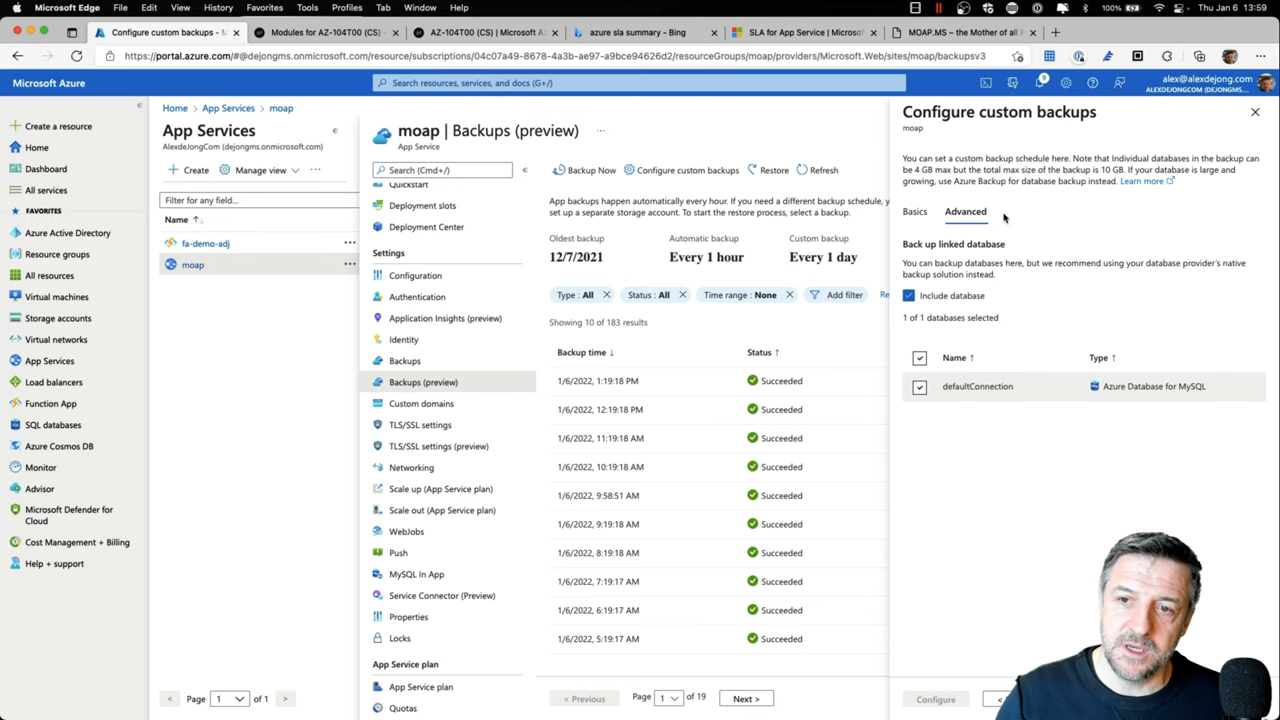 Microsoft Edge File Edit View History Favorites Tools Profiles Tab Window Help 100% Thu Jan 6 13:59
Configure custom backups - M
Modules for AZ-104T00 (CS) -
AZ-104T00 (CS) | Microsoft Az
azure sla summary - Bing
SLA for App Service | Microsof
MOAP.MS – the Mother of all P
https://portal.azure.com/#@dejongms.onmicrosoft.com/resource/subscriptions/04c7a49-8678-4a3b-ae97-a9bce94626d2/resourceGroups/moap/providers/Microsoft.Web/sites/moap/backupsv3
Microsoft Azure
Search resources, services, and docs (G+/)
9
alex@alexdejong.com
ALEXDEJONGCOM (DEJONGMS....
Create a resource
Home
Dashboard
All services
FAVORITES
Azure Active Directory
Resource groups
All resources
Virtual machines
Storage accounts
Virtual networks
App Services
Load balancers
Function App
SQL databases
Azure Cosmos DB
Monitor
Advisor
Microsoft Defender for
Cloud
Cost Management + Billing
Help + support
Home App Services moap
App Services
AlexdeJongCom (dejongms.onmicrosoft.com)
Create Manage view ...
Filter for any field...
Name ↑
fa-demo-adj ...
moap ...
< Page 1 of 1 >
moap | Backups (preview) ...
App Service
Search (Cmd+/)
Quickstart
Deployment slots
Deployment Center
Settings
Configuration
Authentication
Application Insights (preview)
Identity
Backups
Backups (preview)
Custom domains
TLS/SSL settings
TLS/SSL settings (preview)
Networking
Scale up (App Service plan)
Scale out (App Service plan)
WebJobs
Push
MySQL In App
Service Connector (Preview)
Properties
Locks
App Service plan
App Service plan
Quotas
Backup Now Configure custom backups Restore Refresh
App backups happen automatically every hour. If you need a different backup schedule, y
set up a separate storage account. To start the restore process, select a backup.
Oldest backup Automatic backup Custom backup
12/7/2021 Every 1 hour Every 1 day
Type : All Status : All Time range : None Add filter Re
Showing 10 of 183 results
Backup time ↓ Status ↑
1/6/2022, 1:19:18 PM Succeeded
1/6/2022, 12:19:18 PM Succeeded
1/6/2022, 11:19:18 AM Succeeded
1/6/2022, 10:19:18 AM Succeeded
1/6/2022, 9:58:51 AM Succeeded
1/6/2022, 9:19:18 AM Succeeded
1/6/2022, 8:19:18 AM Succeeded
1/6/2022, 7:19:17 AM Succeeded
1/6/2022, 6:19:17 AM Succeeded
1/6/2022, 5:19:17 AM Succeeded
< Previous Page 1 of 19 Next >
Configure custom backups
moap
You can set a custom backup schedule here. Note that Individual databases in the backup can
be 4 GB max but the total max size of the backup is 10 GB. If your database is large and
growing, use Azure Backup for database backup instead. Learn more
Basics Advanced
Back up linked database
You can backup databases here, but we recommend using your database provider's native
backup solution instead.
Include database
1 of 1 databases selected
Name ↑ Type ↑
defaultConnection Azure Database for MySQL
Configure <